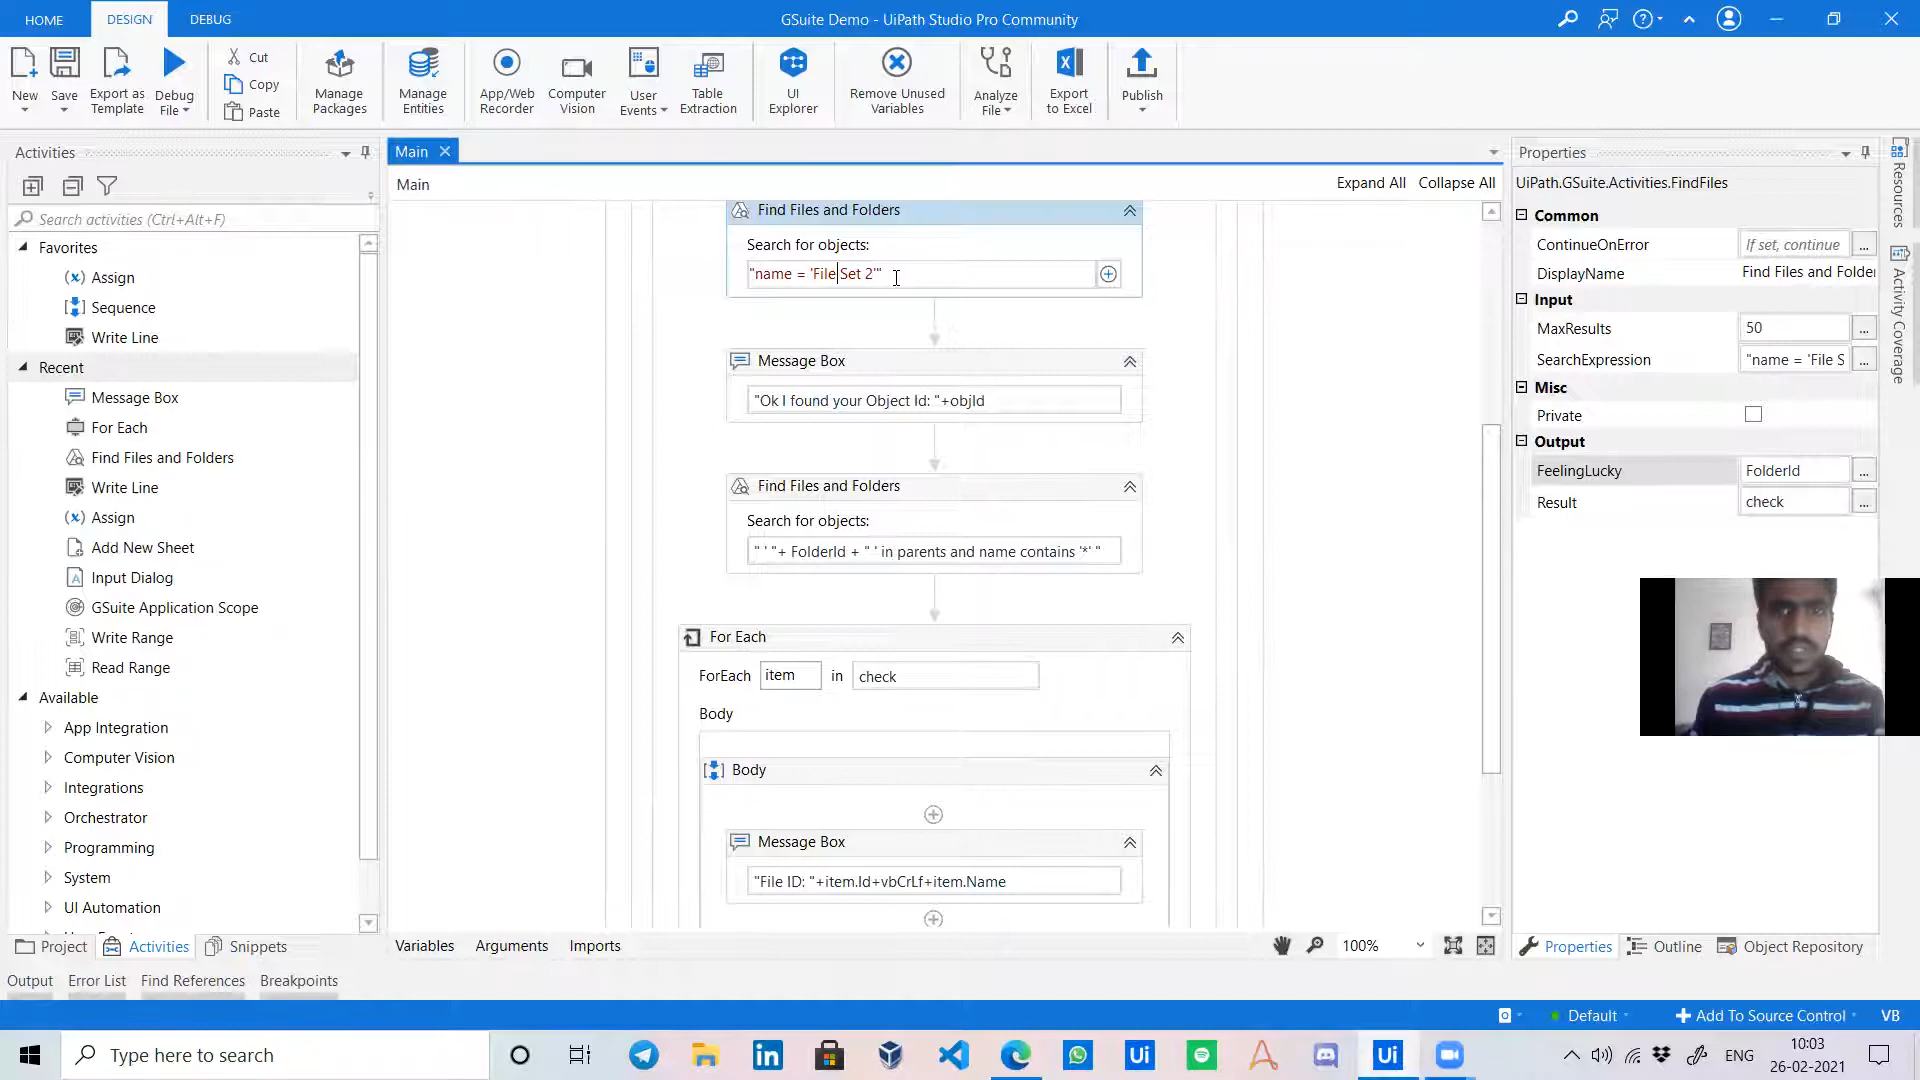 HOME DESIGN DEBUG GSuite Demo - UiPath Studio Pro Community
New Save Export as Template Debug File Cut Copy Paste Manage Packages Manage Entities App/Web Recorder Computer Vision User Events Table Extraction UI Explorer Remove Unused Variables Analyze File Export to Excel Publish
Activities
Search activities (Ctrl+Alt+F)
Favorites
Assign
Sequence
Write Line
Recent
Message Box
For Each
Find Files and Folders
Write Line
Assign
Add New Sheet
Input Dialog
GSuite Application Scope
Write Range
Read Range
Available
App Integration
Computer Vision
Integrations
Orchestrator
Programming
System
UI Automation
Project Activities Snippets
Main
Main Expand All Collapse All
Find Files and Folders
Search for objects:
"name = 'File Set 2'"
Message Box
"Ok I found your Object Id: "+objId
Find Files and Folders
Search for objects:
" ' "+ FolderId + " ' in parents and name contains '*' "
For Each
ForEach item in check
Body
Body
Message Box
"File ID: "+item.Id+vbCrLf+item.Name
Variables Arguments Imports 100%
Properties
UiPath.GSuite.Activities.FindFiles
Common
ContinueOnError If set, continue ...
DisplayName Find Files and Folder
Input
MaxResults 50 ...
SearchExpression "name = 'File S ...
Misc
Private
Output
FeelingLucky FolderId ...
Result check ...
Properties Outline Object Repository
Resources
Activity Coverage
Output Error List Find References Breakpoints
Default Add To Source Control VB
Type here to search
Ui Ui
ENG
10:03
26-02-2021